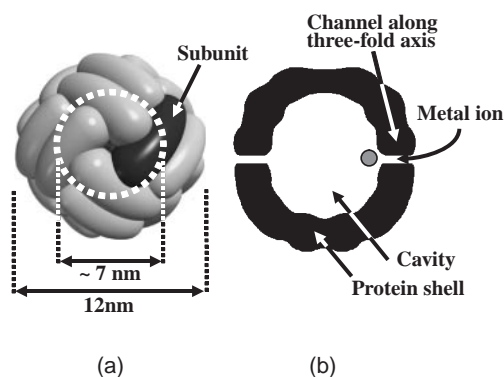 Subunit
~ 7 nm
12nm
(a)
Channel along
three-fold axis
Metal ion
Cavity
Protein shell
(b)